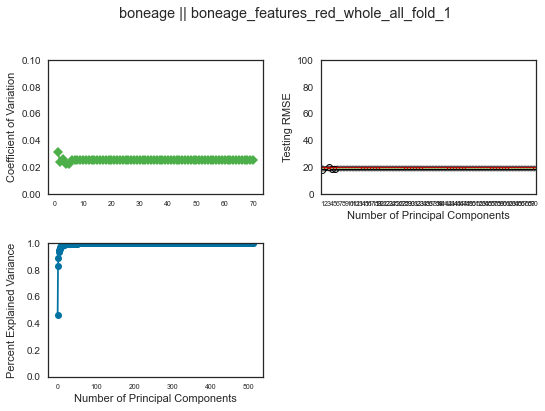 boneage || boneage_features_red_whole_all_fold_1
Coefficient of Variation
0.10
0.08
0.06
0.04
0.02
0.00
0 10 20 30 40 50 60 70
Testing RMSE
100
80
60
40
20
0
Number of Principal Components
Percent Explained Variance
1.0
0.8
0.6
0.4
0.2
0.0
0 100 200 300 400 500
Number of Principal Components